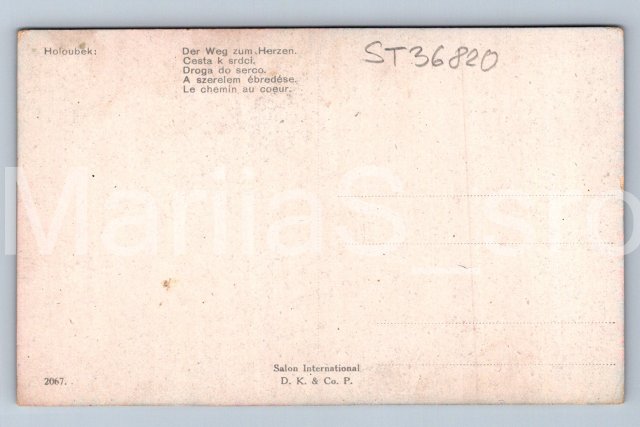 Holoubek:
Der Weg zum Herzen.
Cesta k srdci.
Droga do serco.
A szerelem ébredése.
Le chemin au coeur.
ST36820
MariiaS_sto
Salon International
D. K. & Co. P.
2067.